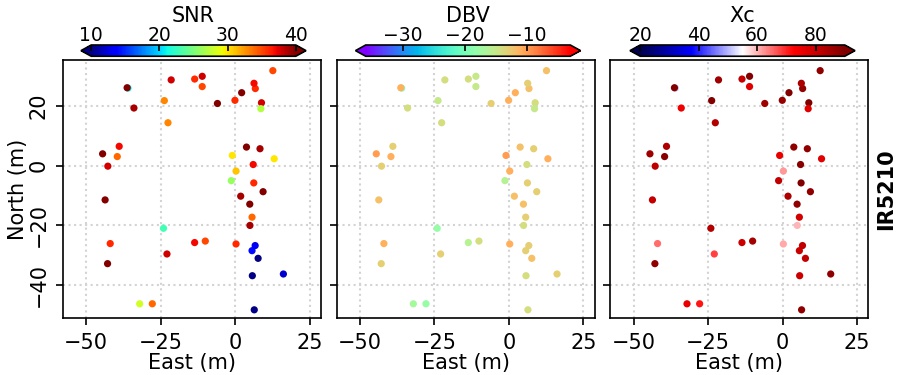 SNR DBV Xc
10 20 30 40 −30 −20 −10 20 40 60 80
20
0
−20
−40
North (m)
IR5210
−50 −25 0 25 −50 −25 0 25 −50 −25 0 25
East (m) East (m) East (m)